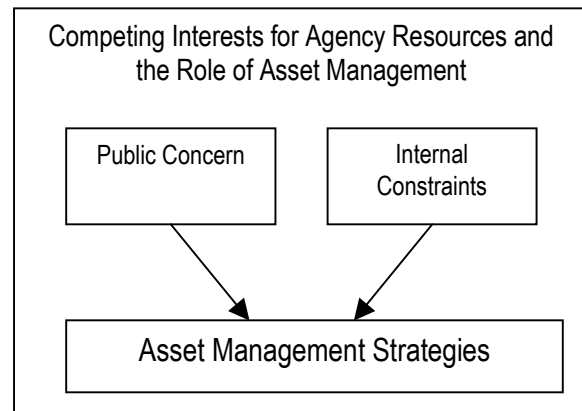 Competing Interests for Agency Resources and
the Role of Asset Management
Public Concern
Internal
Constraints
Asset Management Strategies